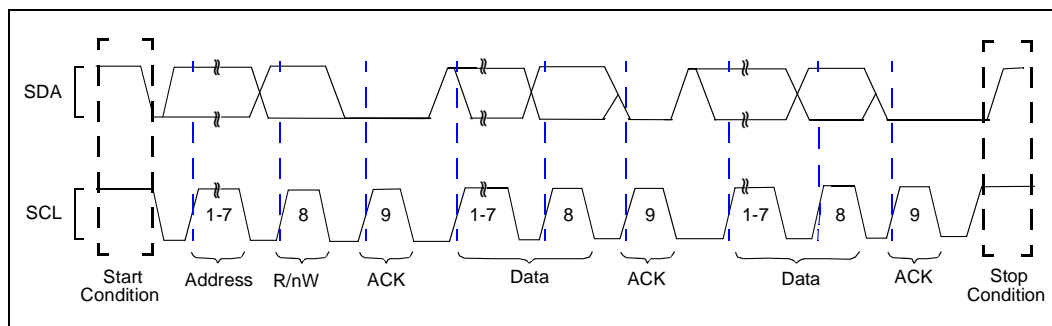 SDA
SCL
1-7
8
9
1-7
8
9
1-7
8
9
Start
Condition
Address
R/nW
ACK
Data
ACK
Data
ACK
Stop
Condition